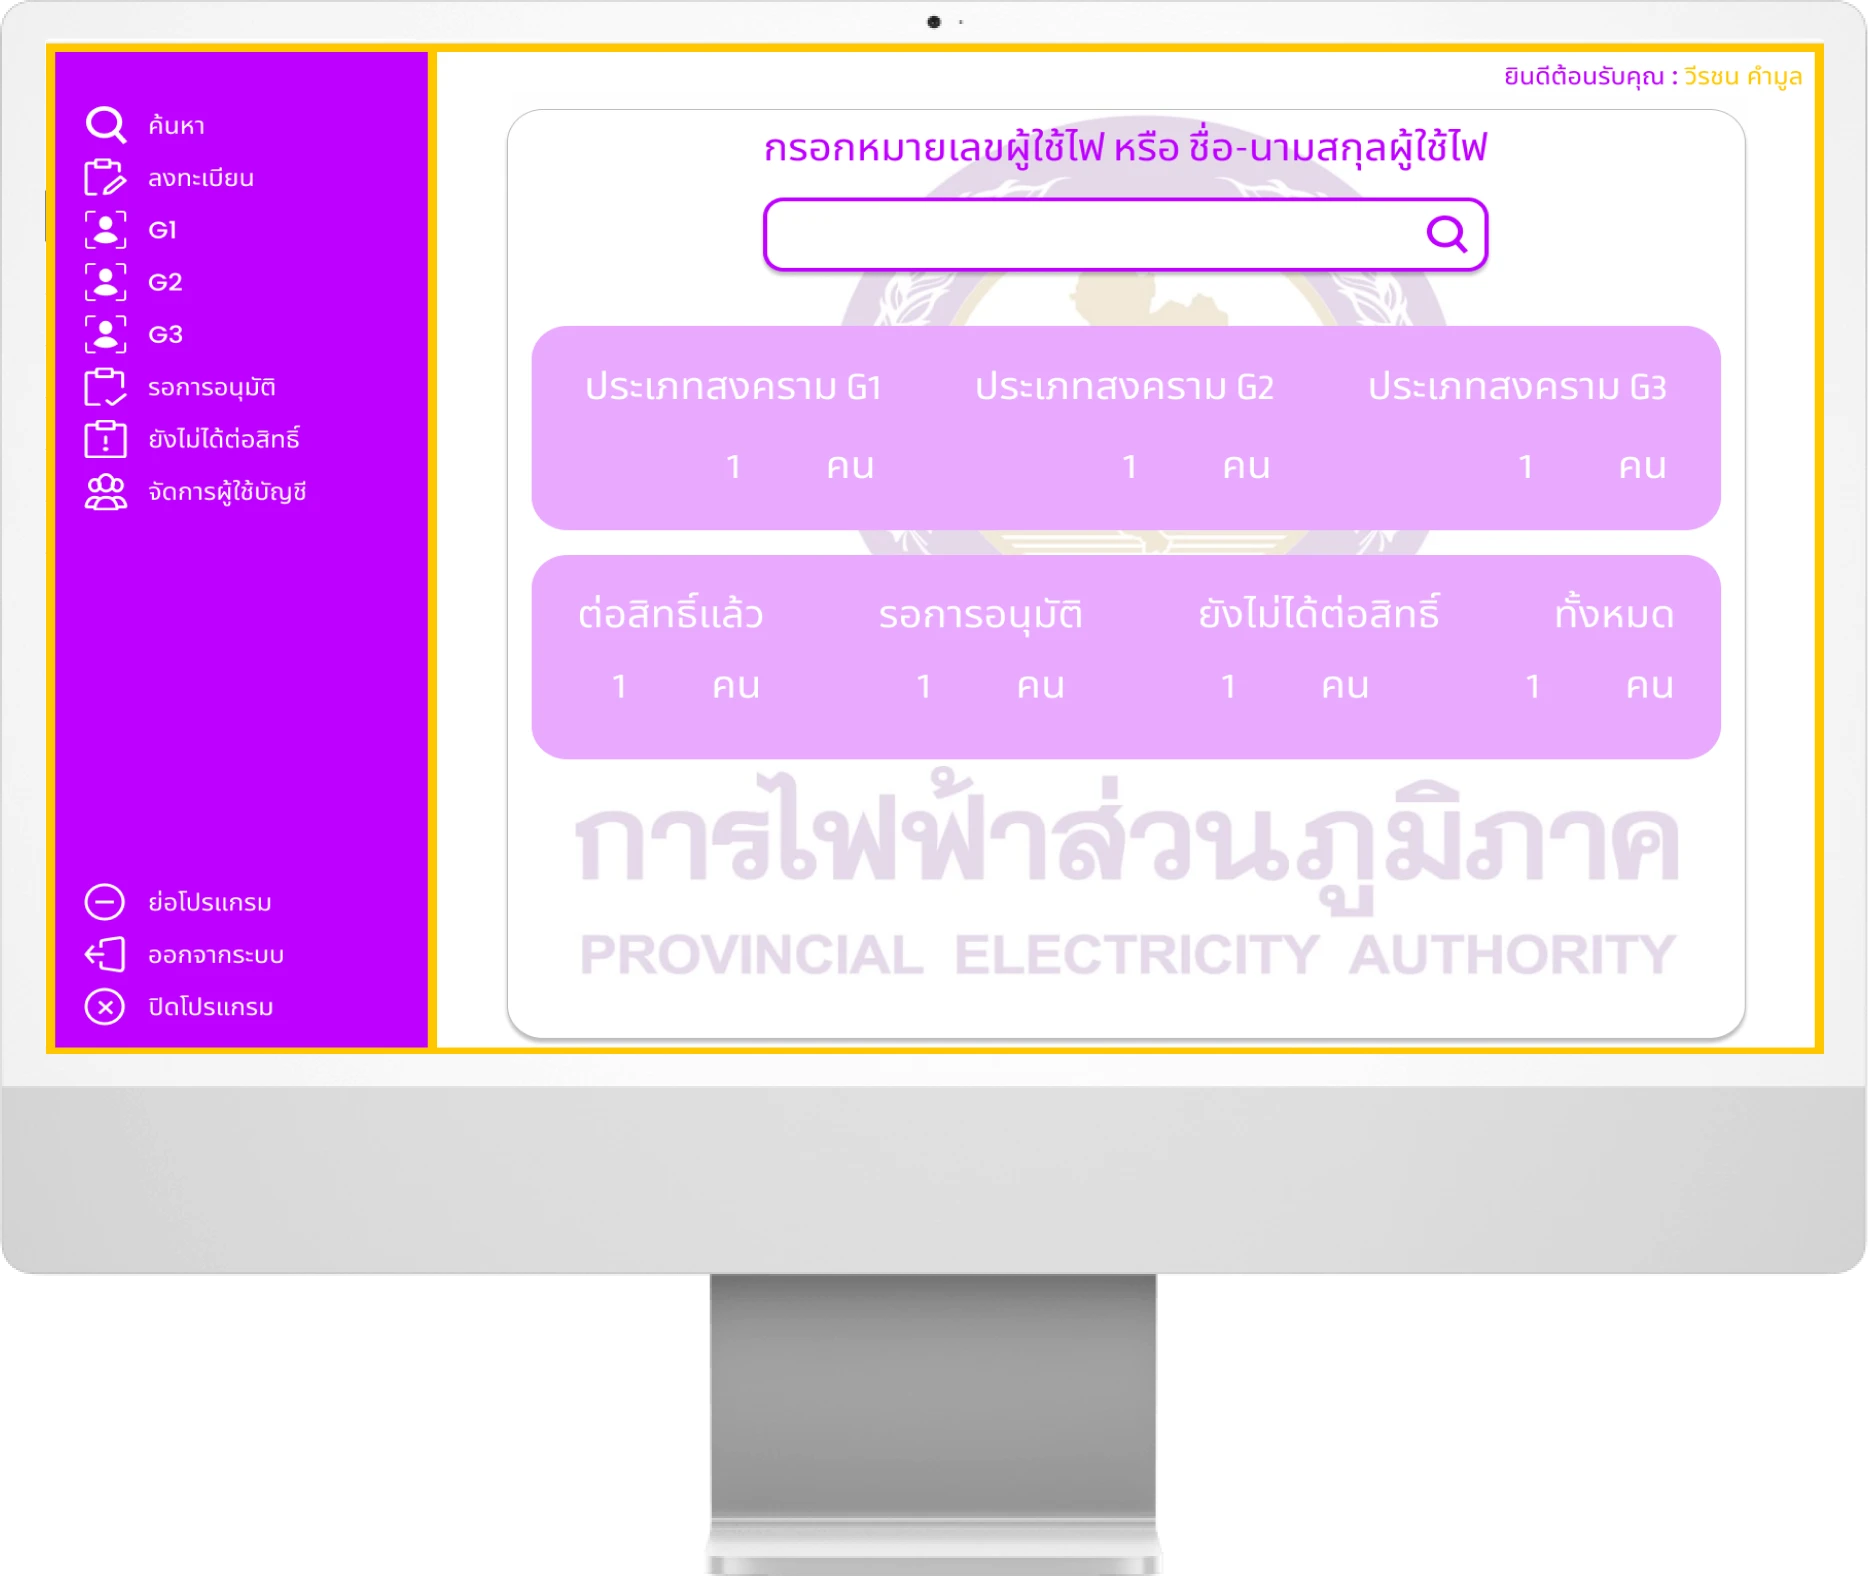 ยินดีต้อนรับคุณ : วีรชน คำมูล
ค้นหา
ลงทะเบียน
G1
G2
G3
รอการอนุมัติ
ยังไม่ได้ต่อสิทธิ์
จัดการผู้ใช้บัญชี
ย่อโปรแกรม
ออกจากระบบ
ปิดโปรแกรม
กรอกหมายเลขผู้ใช้ไฟ หรือ ชื่อ-นามสกุลผู้ใช้ไฟ
ประเภทสงคราม G1 ประเภทสงคราม G2 ประเภทสงคราม G3
1 คน 1 คน 1 คน
ต่อสิทธิ์แล้ว รอการอนุมัติ ยังไม่ได้ต่อสิทธิ์ ทั้งหมด
1 คน 1 คน 1 คน 1 คน
การไฟฟ้าส่วนภูมิภาค
PROVINCIAL ELECTRICITY AUTHORITY